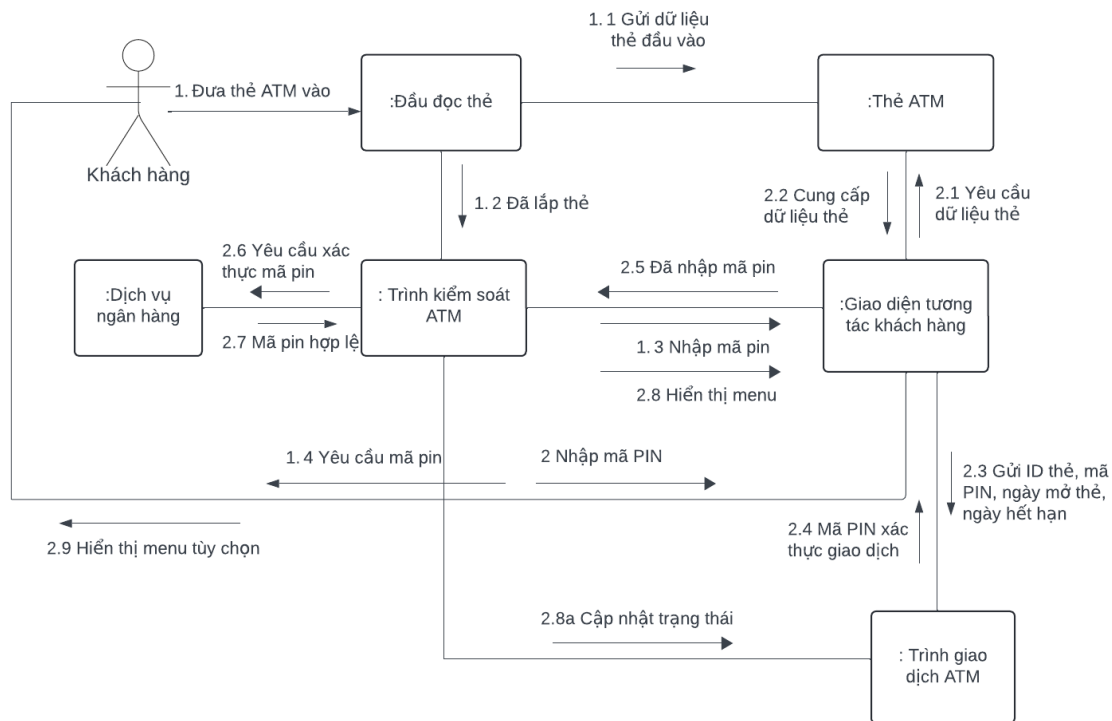 1. 1 Gửi dữ liệu
thẻ đầu vào
1. Đưa thẻ ATM vào
:Đầu đọc thẻ
:Thẻ ATM
Khách hàng
1. 2 Đã lắp thẻ
2.2 Cung cấp
dữ liệu thẻ
2.1 Yêu cầu
dữ liệu thẻ
2.6 Yêu cầu xác
thực mã pin
2.5 Đã nhập mã pin
:Dịch vụ
ngân hàng
: Trình kiểm soát
ATM
:Giao diện tương
tác khách hàng
2.7 Mã pin hợp lệ
1. 3 Nhập mã pin
2.8 Hiển thị menu
1. 4 Yêu cầu mã pin
2 Nhập mã PIN
2.3 Gửi ID thẻ, mã
PIN, ngày mở thẻ,
ngày hết hạn
2.4 Mã PIN xác
thực giao dịch
2.9 Hiển thị menu tùy chọn
2.8a Cập nhật trạng thái
: Trình giao
dịch ATM